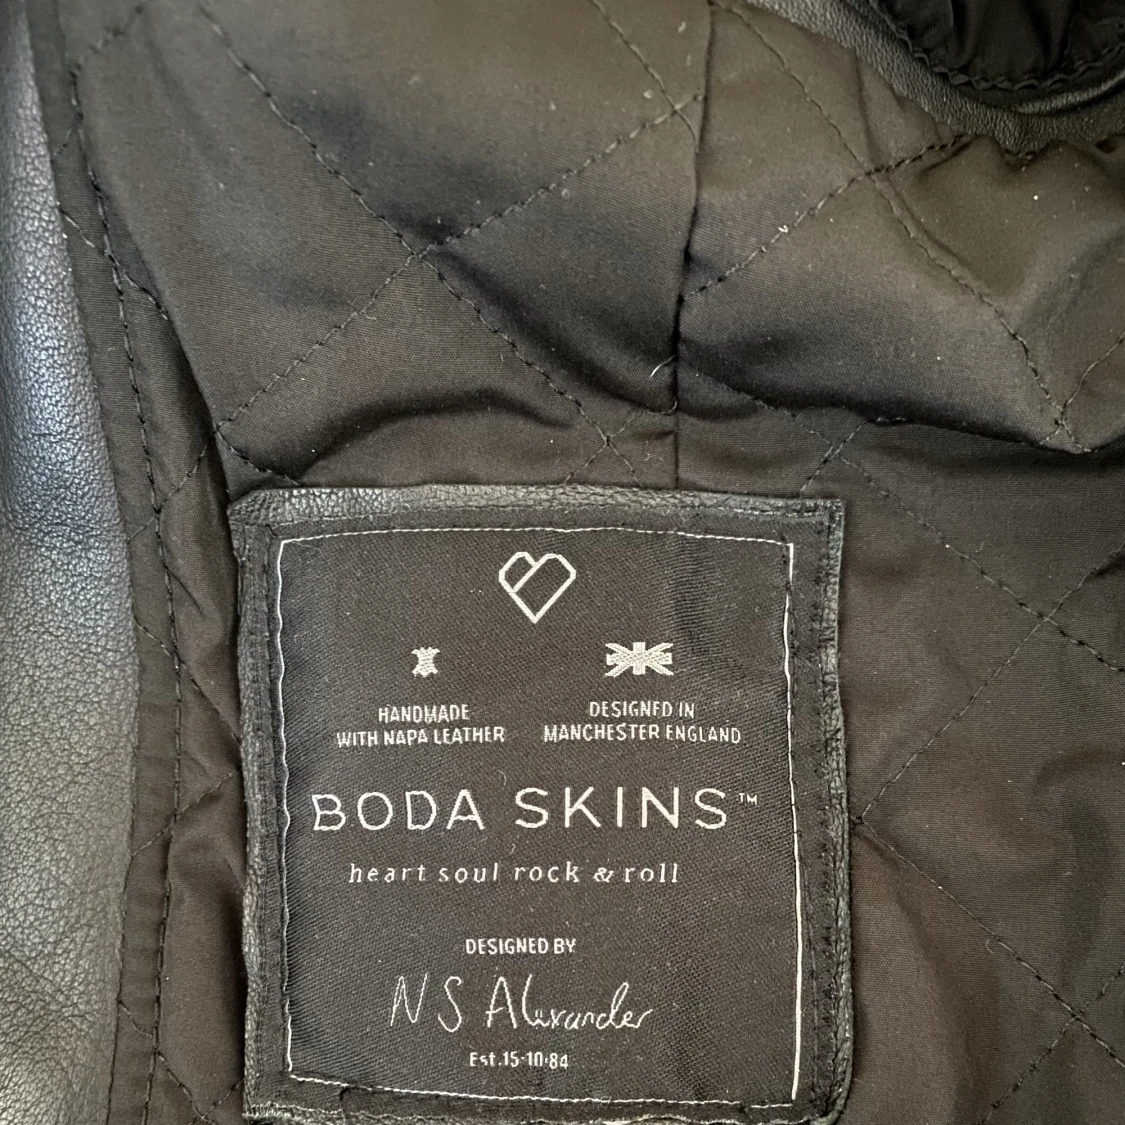 HANDMADE
WITH NAPA LEATHER
DESIGNED IN
MANCHESTER ENGLAND
BODA SKINS™
heart soul rock & roll
DESIGNED BY
N S Alexander
Est.15·10·84